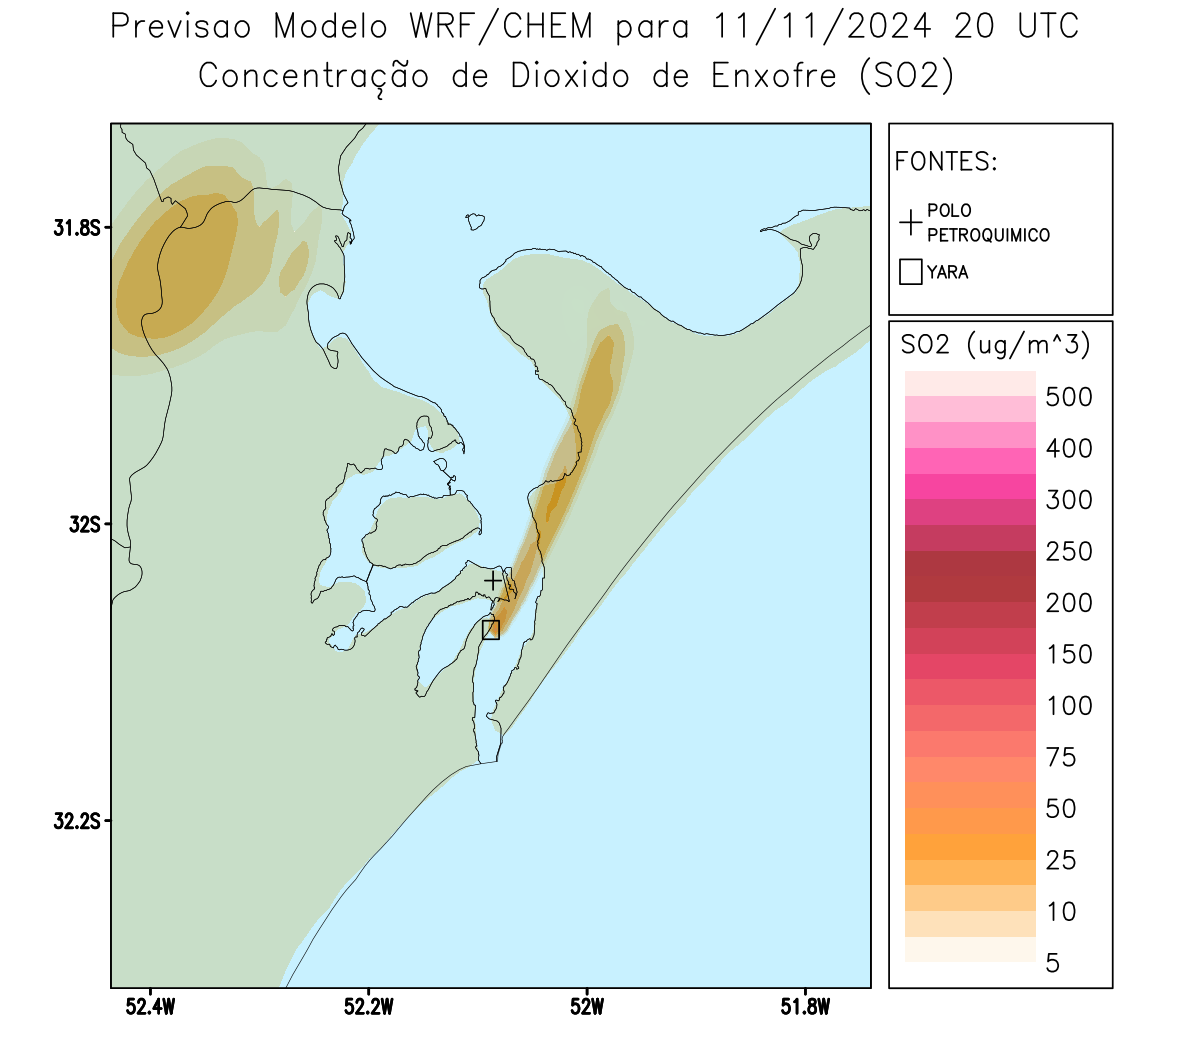 Previsao Modelo WRF/CHEM para 11/11/2024 20 UTC
Concentração de Dioxido de Enxofre (SO2)
FONTES:
POLO
PETROQUIMICO
YARA
31.8S
32S
32.2S
52.4W
52.2W
52W
51.8W
SO2 (ug/m^3)
500
400
300
250
200
150
100
75
50
25
10
5